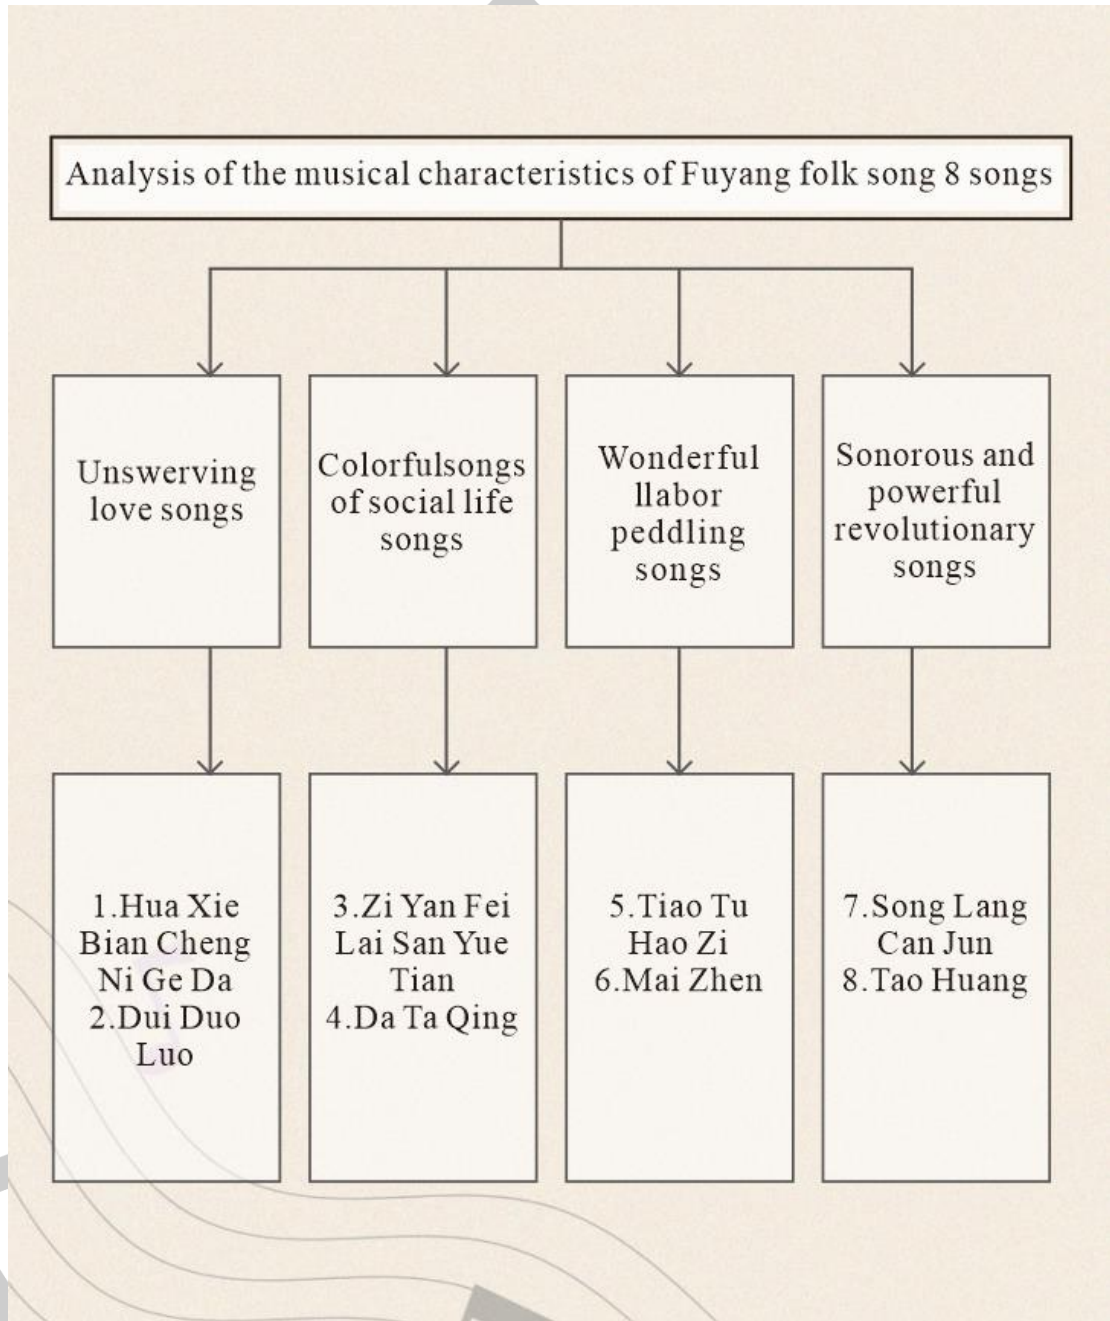 Analysis of the musical characteristics of Fuyang folk song 8 songs
Unswerving
love songs
Colorfulsongs
of social life
songs
Wonderful
llabor
peddling
songs
Sonorous and
powerful
revolutionary
songs
1.Hua Xie
Bian Cheng
Ni Ge Da
2.Dui Duo
Luo
3.Zi Yan Fei
Lai San Yue
Tian
4.Da Ta Qing
5.Tiao Tu
Hao Zi
6.Mai Zhen
7.Song Lang
Can Jun
8.Tao Huang